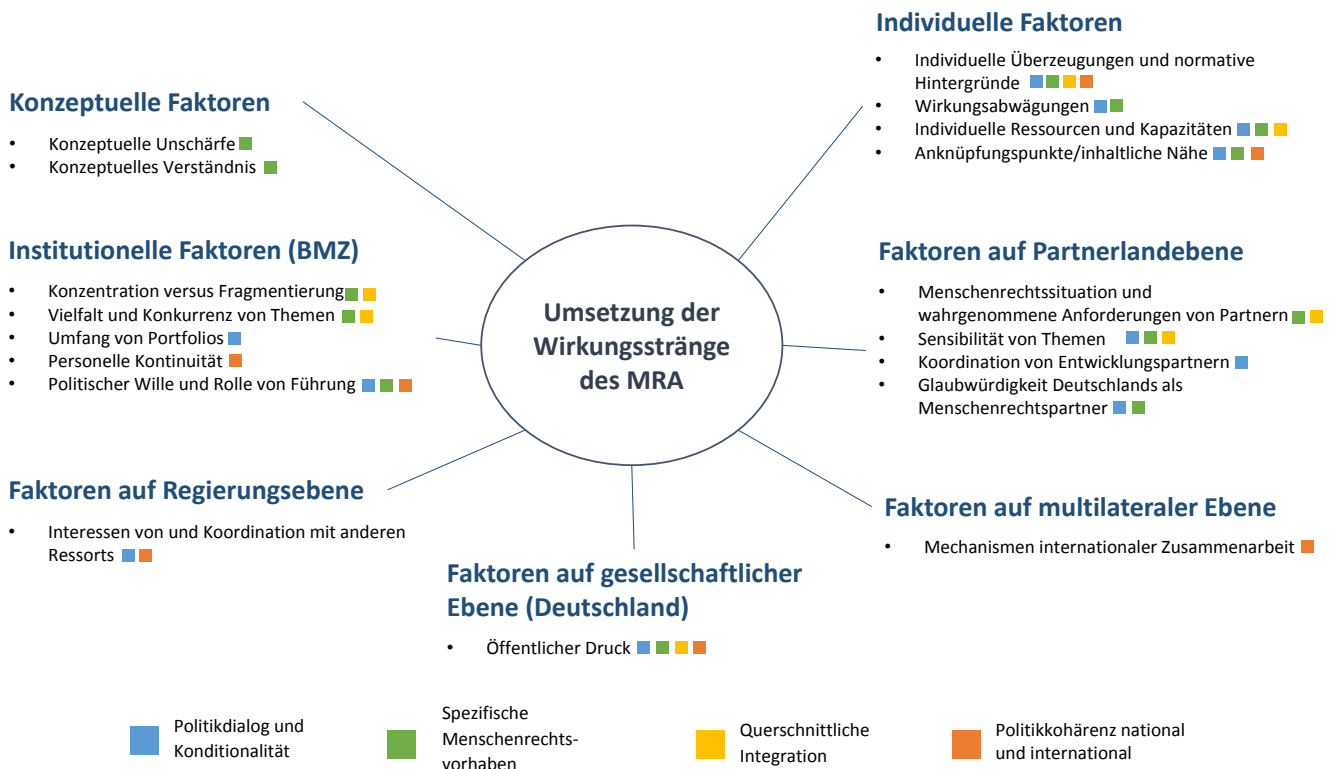 Konzeptuelle Faktoren
• Konzeptuelle Unschärfe
• Konzeptuelles Verständnis
Institutionelle Faktoren (BMZ)
• Konzentration versus Fragmentierung
• Vielfalt und Konkurrenz von Themen
• Umfang von Portfolios
• Personelle Kontinuität
• Politischer Wille und Rolle von Führung
Faktoren auf Regierungsebene
• Interessen von und Koordination mit anderen
Ressorts
Umsetzung der
Wirkungsstränge
des MRA
Individuelle Faktoren
• Individuelle Überzeugungen und normative
Hintergründe
• Wirkungsabwägungen
• Individuelle Ressourcen und Kapazitäten
• Anknüpfungspunkte/inhaltliche Nähe
Faktoren auf Partnerlandebene
• Menschenrechtssituation und
wahrgenommene Anforderungen von Partnern
• Sensibilität von Themen
• Koordination von Entwicklungspartnern
• Glaubwürdigkeit Deutschlands als
Menschenrechtspartner
Faktoren auf multilateraler Ebene
• Mechanismen internationaler Zusammenarbeit
Faktoren auf gesellschaftlicher
Ebene (Deutschland)
• Öffentlicher Druck
Politikdialog und
Konditionalität
Spezifische
Menschenrechts-
vorhaben
Querschnittliche
Integration
Politikkohärenz national
und international